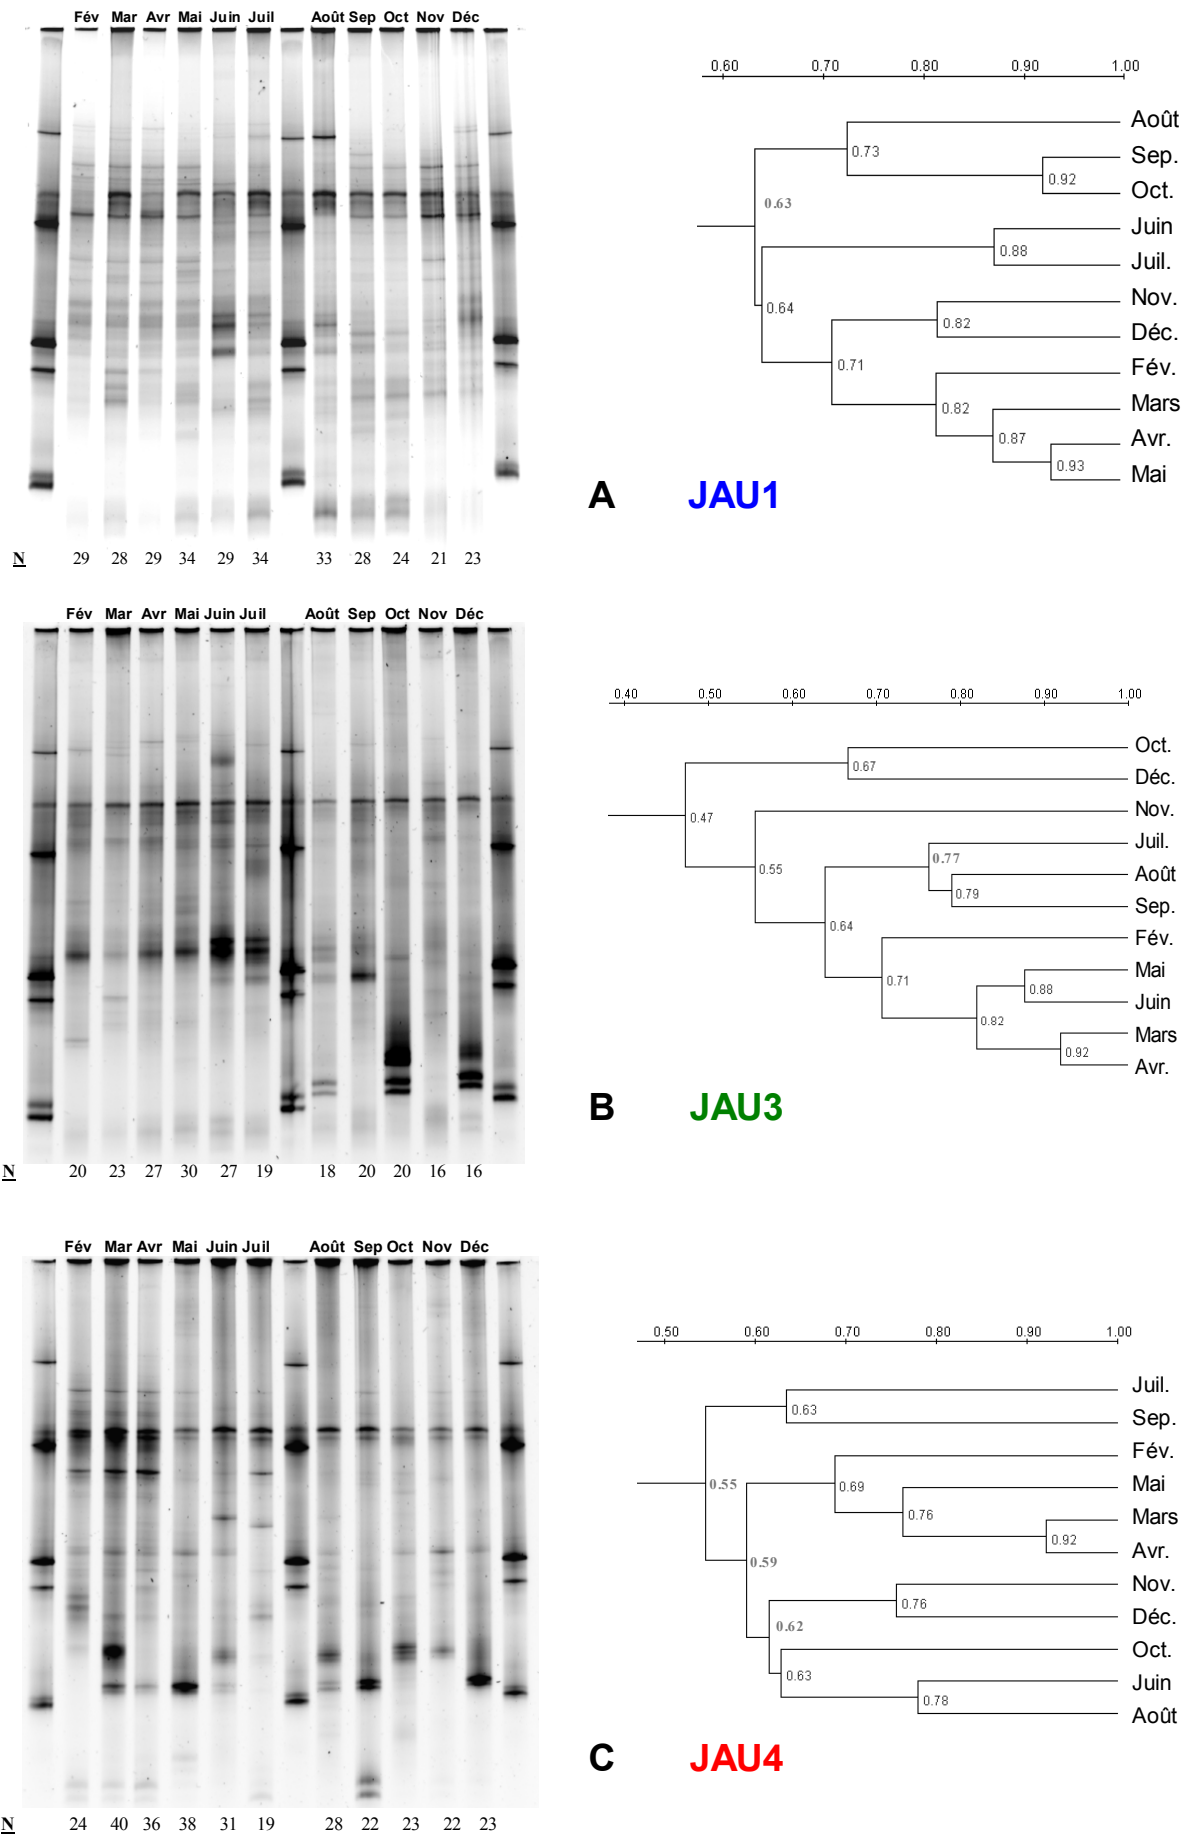 Fév Mar Avr Mai Juin Juil Août Sep Oct Nov Déc
N 29 28 29 34 29 34 33 28 24 21 23
0.60 0.70 0.80 0.90 1.00
Août
0.73
Sep.
0.92
Oct.
0.63
Juin
0.88
Juil.
Nov.
0.64
0.82
Déc.
0.71
Fév.
0.82
Mars
0.87
Avr.
0.93
Mai
A JAU1
Fév Mar Avr Mai Juin Juil Août Sep Oct Nov Déc
N 20 23 27 30 27 19 18 20 20 16 16
0.40 0.50 0.60 0.70 0.80 0.90 1.00
Oct.
0.67
Déc.
0.47
Nov.
Juil.
0.77
0.55
Août
0.79
Sep.
0.64
Fév.
0.71
Mai
0.88
Juin
0.82
Mars
0.92
Avr.
B JAU3
Fév Mar Avr Mai Juin Juil Août Sep Oct Nov Déc
N 24 40 36 38 31 19 28 22 23 22 23
0.50 0.60 0.70 0.80 0.90 1.00
Juil.
0.63
Sep.
Fév.
0.55
0.69
Mai
0.76
Mars
0.92
Avr.
0.59
Nov.
0.76
Déc.
0.62
Oct.
0.63
Juin
0.78
Août
C JAU4